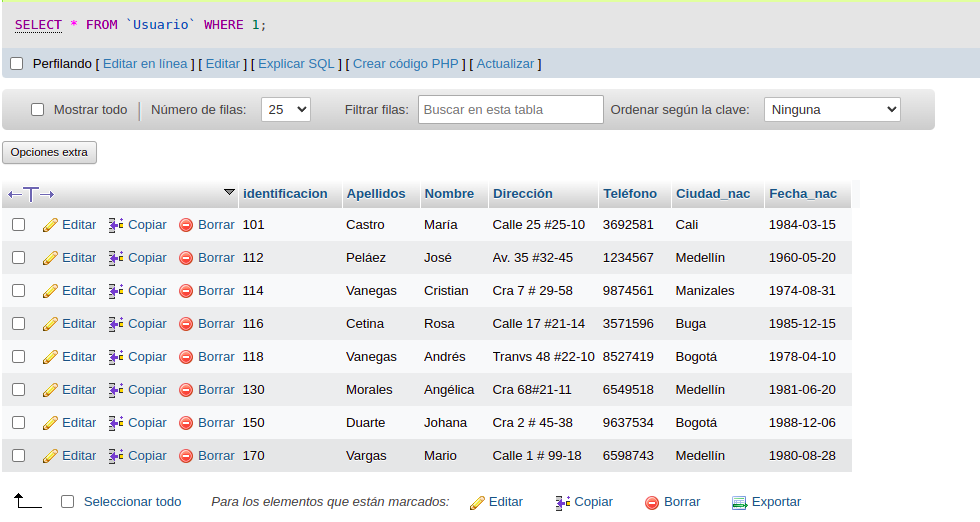 SELECT * FROM `Usuario` WHERE 1;
Perfilando [ Editar en línea ] [ Editar ] [ Explicar SQL ] [ Crear código PHP ] [ Actualizar ]
Mostrar todo Número de filas: 25 Filtrar filas: Buscar en esta tabla Ordenar según la clave: Ninguna
Opciones extra
identificacion Apellidos Nombre Dirección Teléfono Ciudad_nac Fecha_nac
Editar Copiar Borrar 101 Castro María Calle 25 #25-10 3692581 Cali 1984-03-15
Editar Copiar Borrar 112 Peláez José Av. 35 #32-45 1234567 Medellín 1960-05-20
Editar Copiar Borrar 114 Vanegas Cristian Cra 7 # 29-58 9874561 Manizales 1974-08-31
Editar Copiar Borrar 116 Cetina Rosa Calle 17 #21-14 3571596 Buga 1985-12-15
Editar Copiar Borrar 118 Vanegas Andrés Tranvs 48 #22-10 8527419 Bogotá 1978-04-10
Editar Copiar Borrar 130 Morales Angélica Cra 68#21-11 6549518 Medellín 1981-06-20
Editar Copiar Borrar 150 Duarte Johana Cra 2 # 45-38 9637534 Bogotá 1988-12-06
Editar Copiar Borrar 170 Vargas Mario Calle 1 # 99-18 6598743 Medellín 1980-08-28
Seleccionar todo Para los elementos que están marcados: Editar Copiar Borrar Exportar